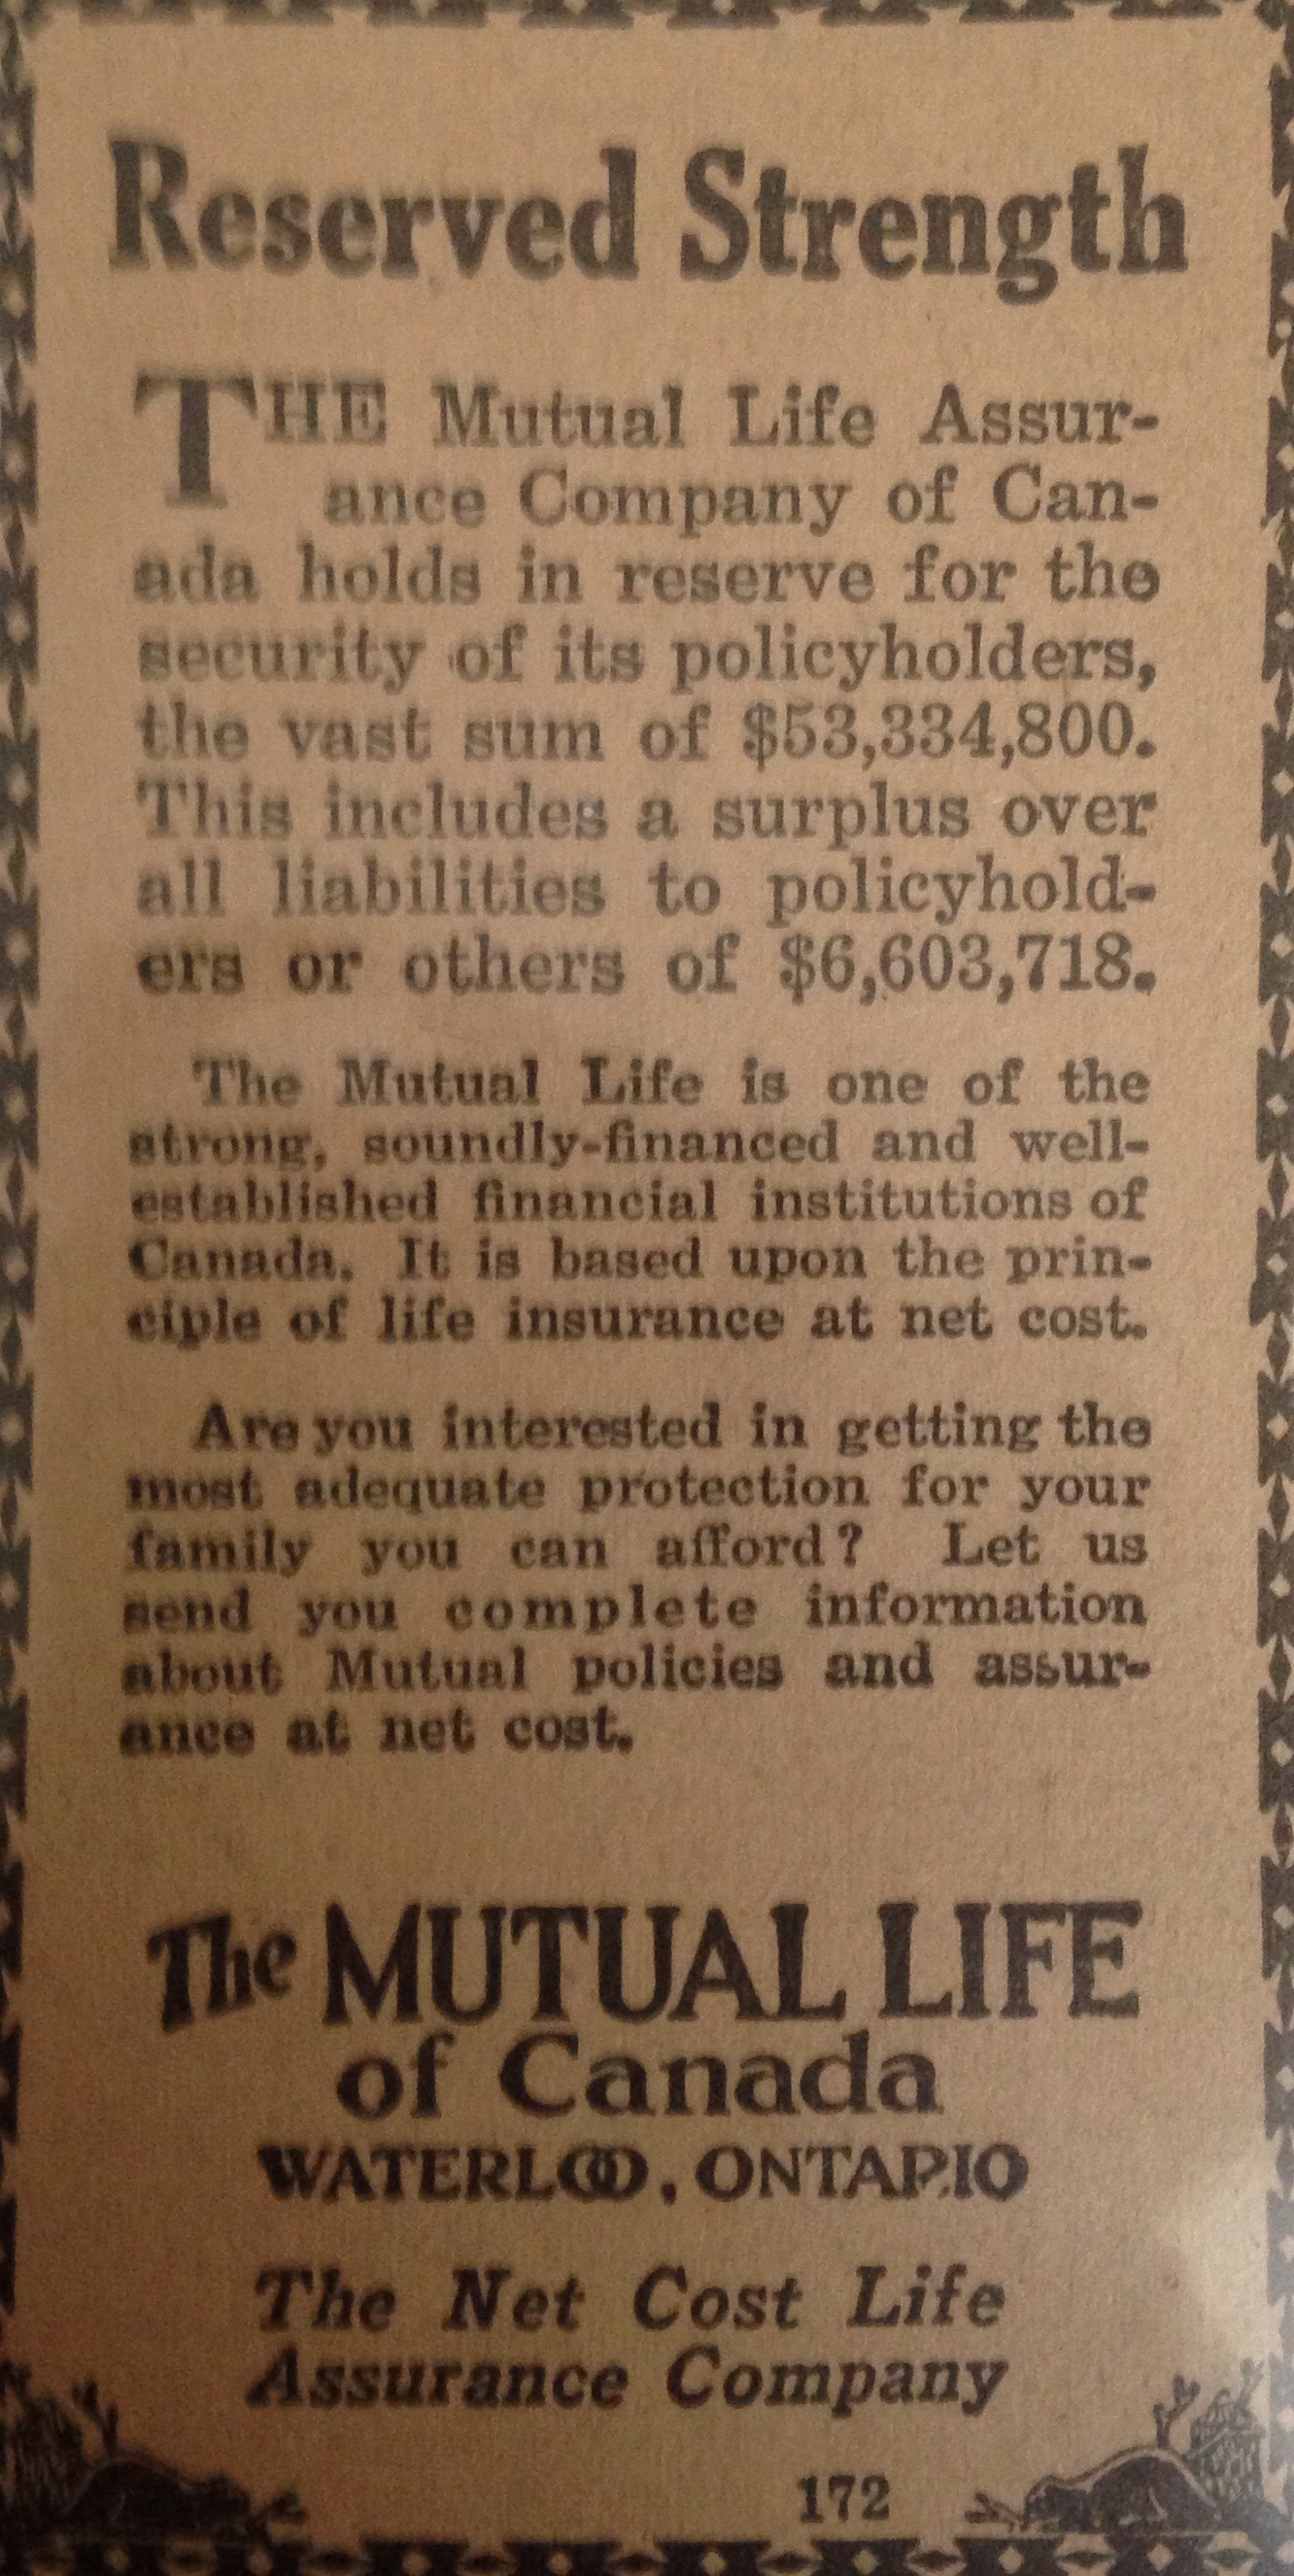 Reserved Strength
THE Mutual Life Assur-
ance Company of Can-
ada holds in reserve for the
security of its policyholders,
the vast sum of $53,334,800.
This includes a surplus over
all liabilities to policyhold-
ers or others of $6,603,718.
The Mutual Life is one of the
strong, soundly-financed and well-
established financial institutions of
Canada. It is based upon the prin-
ciple of life insurance at net cost.
Are you interested in getting the
most adequate protection for your
family you can afford? Let us
send you complete information
about Mutual policies and assur-
ance at net cost.
The MUTUAL LIFE
of Canada
WATERLOO, ONTARIO
The Net Cost Life
Assurance Company
172